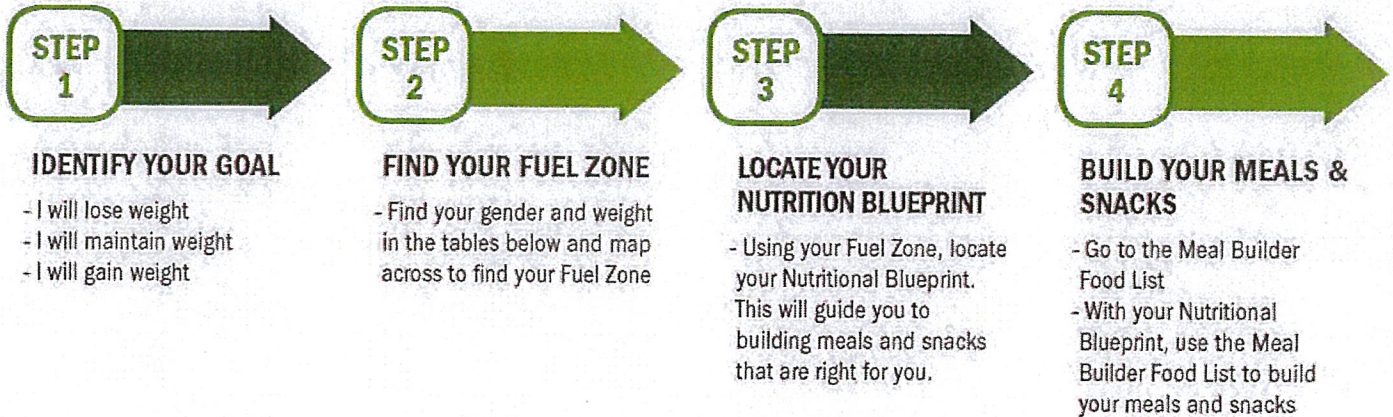 STEP
1
IDENTIFY YOUR GOAL
- I will lose weight
- I will maintain weight
- I will gain weight
STEP
2
FIND YOUR FUEL ZONE
- Find your gender and weight
in the tables below and map
across to find your Fuel Zone
STEP
3
LOCATE YOUR
NUTRITION BLUEPRINT
- Using your Fuel Zone, locate
your Nutritional Blueprint.
This will guide you to
building meals and snacks
that are right for you.
STEP
4
BUILD YOUR MEALS &
SNACKS
- Go to the Meal Builder
Food List
- With your Nutritional
Blueprint, use the Meal
Builder Food List to build
your meals and snacks